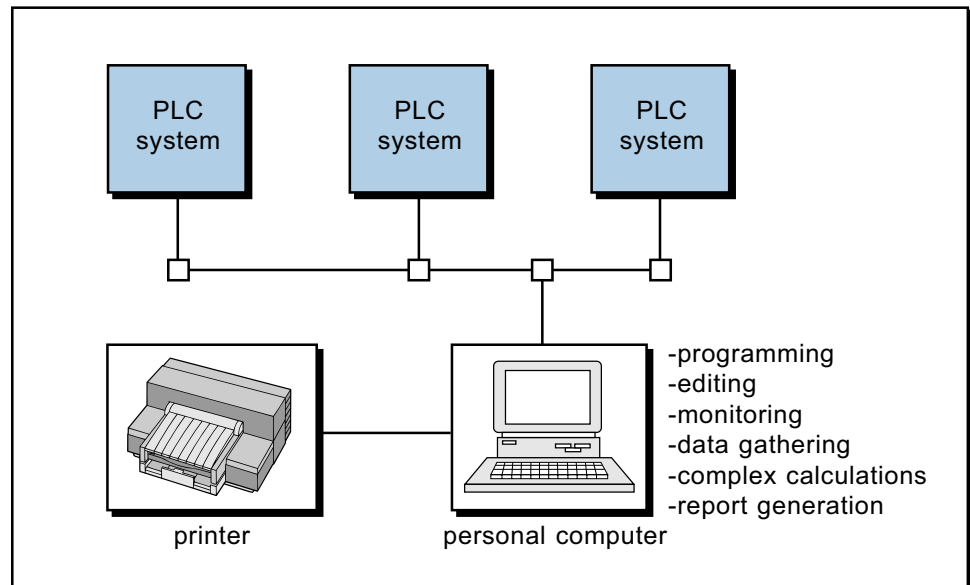 PLC
system
PLC
system
PLC
system
-programming
-editing
-monitoring
-data gathering
-complex calculations
-report generation
printer
personal computer